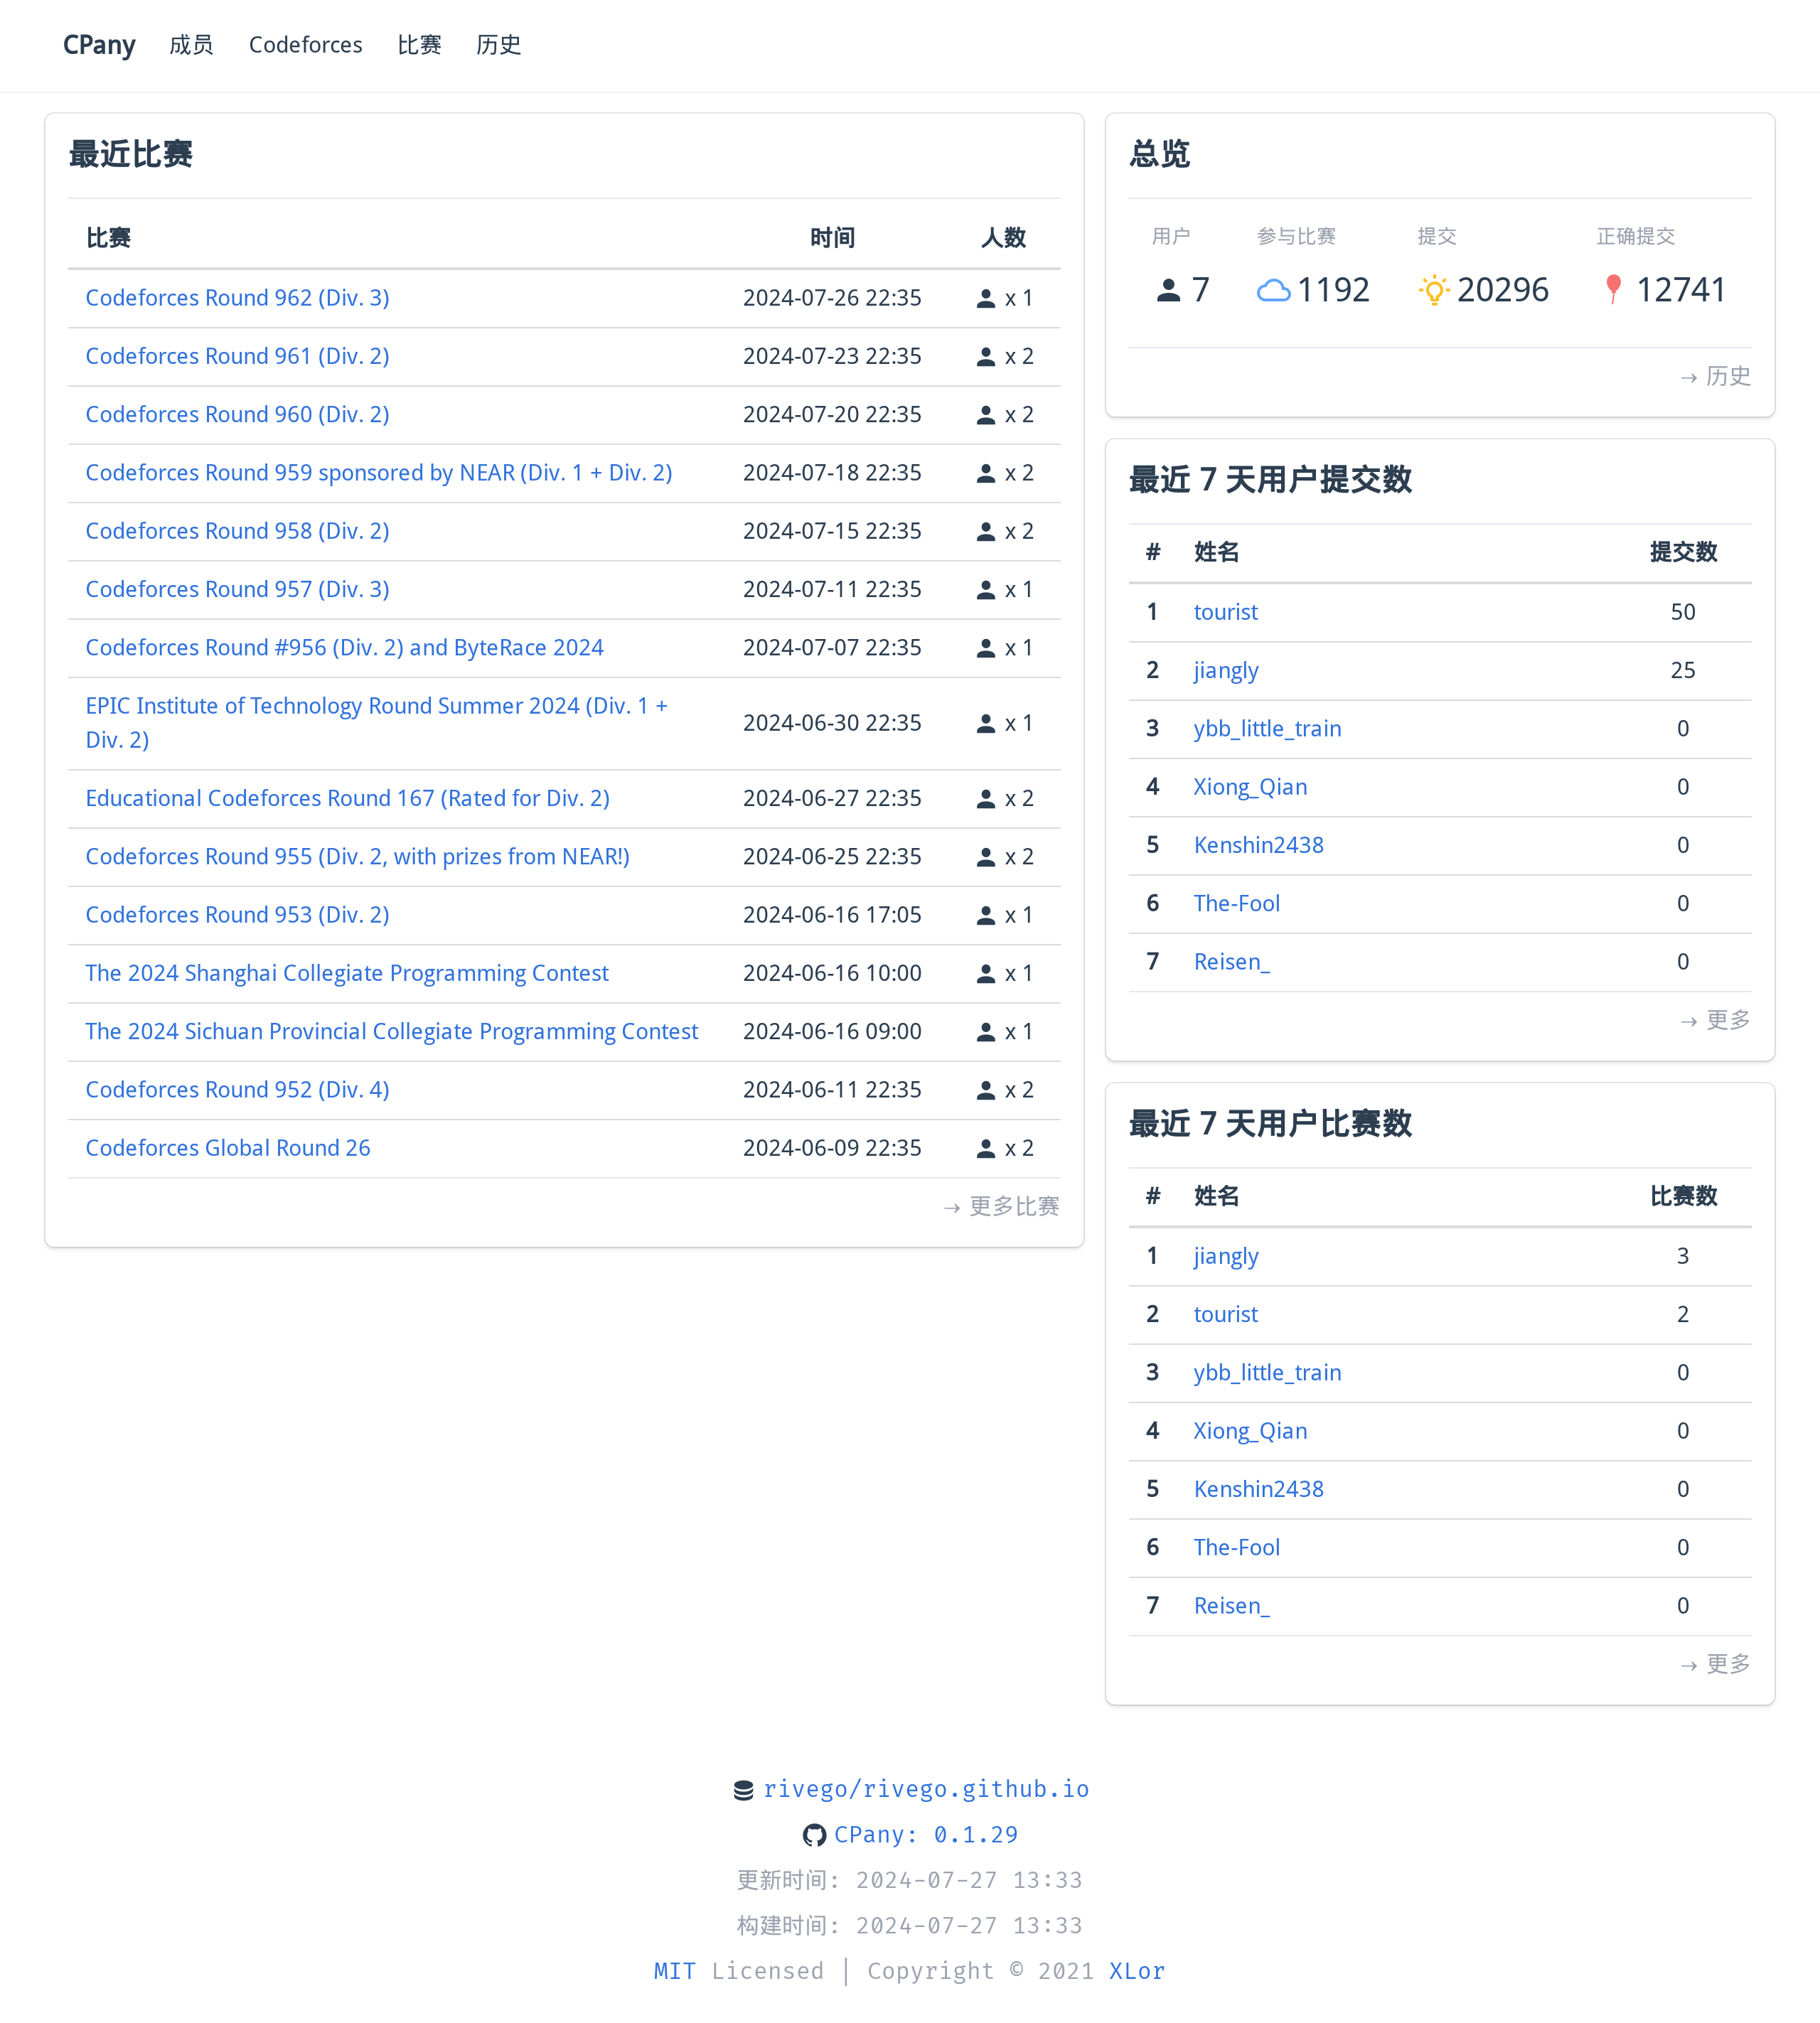 CPany 成员 Codeforces 比赛 历史
最近比赛
比赛 时间 人数
Codeforces Round 962 (Div. 3) 2024-07-26 22:35 x 1
Codeforces Round 961 (Div. 2) 2024-07-23 22:35 x 2
Codeforces Round 960 (Div. 2) 2024-07-20 22:35 x 2
Codeforces Round 959 sponsored by NEAR (Div. 1 + Div. 2) 2024-07-18 22:35 x 2
Codeforces Round 958 (Div. 2) 2024-07-15 22:35 x 2
Codeforces Round 957 (Div. 3) 2024-07-11 22:35 x 1
Codeforces Round #956 (Div. 2) and ByteRace 2024 2024-07-07 22:35 x 1
EPIC Institute of Technology Round Summer 2024 (Div. 1 +
Div. 2) 2024-06-30 22:35 x 1
Educational Codeforces Round 167 (Rated for Div. 2) 2024-06-27 22:35 x 2
Codeforces Round 955 (Div. 2, with prizes from NEAR!) 2024-06-25 22:35 x 2
Codeforces Round 953 (Div. 2) 2024-06-16 17:05 x 1
The 2024 Shanghai Collegiate Programming Contest 2024-06-16 10:00 x 1
The 2024 Sichuan Provincial Collegiate Programming Contest 2024-06-16 09:00 x 1
Codeforces Round 952 (Div. 4) 2024-06-11 22:35 x 2
Codeforces Global Round 26 2024-06-09 22:35 x 2
→ 更多比赛
总览
用户 参与比赛 提交 正确提交
7 1192 20296 12741
→ 历史
最近 7 天用户提交数
# 姓名 提交数
1 tourist 50
2 jiangly 25
3 ybb_little_train 0
4 Xiong_Qian 0
5 Kenshin2438 0
6 The-Fool 0
7 Reisen_ 0
→ 更多
最近 7 天用户比赛数
# 姓名 比赛数
1 jiangly 3
2 tourist 2
3 ybb_little_train 0
4 Xiong_Qian 0
5 Kenshin2438 0
6 The-Fool 0
7 Reisen_ 0
→ 更多
rivego/rivego.github.io
CPany: 0.1.29
更新时间: 2024-07-27 13:33
构建时间: 2024-07-27 13:33
MIT Licensed | Copyright © 2021 XLor